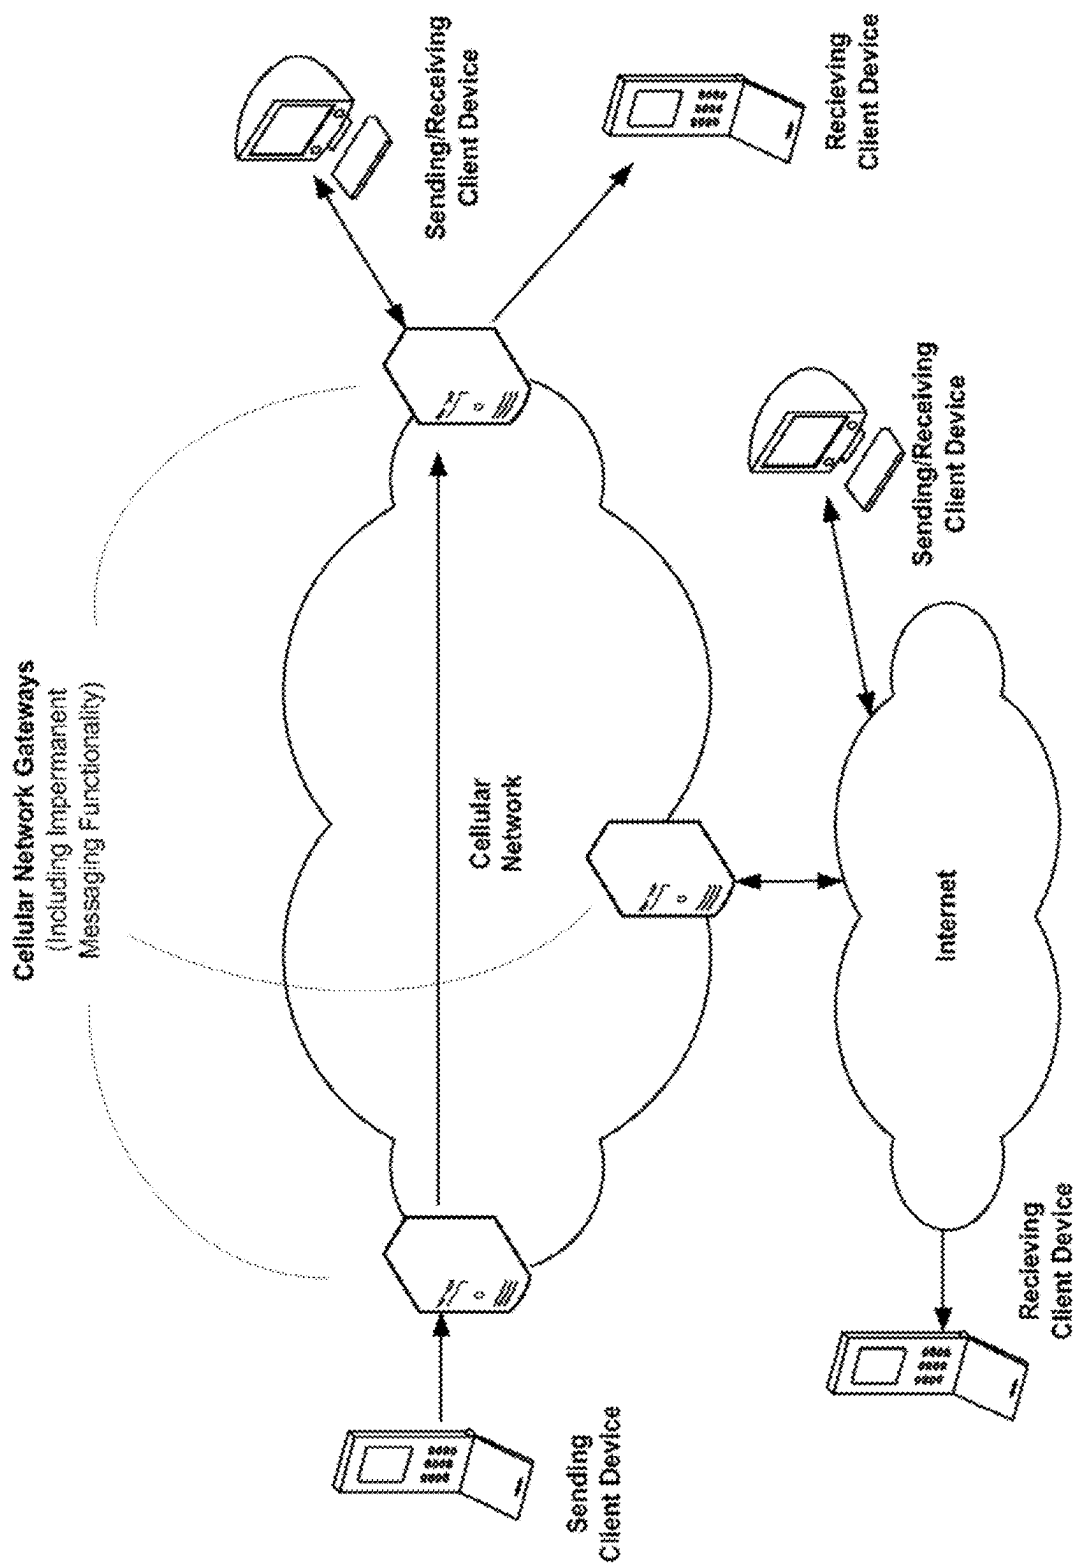 Cellular Network Gateways
(Including Impermanent
Messaging Functionality)
Sending
Client Device
Cellular
Network
Sending/Receiving
Client Device
Recieving
Client Device
Recieving
Client Device
Internet
Sending/Receiving
Client Device